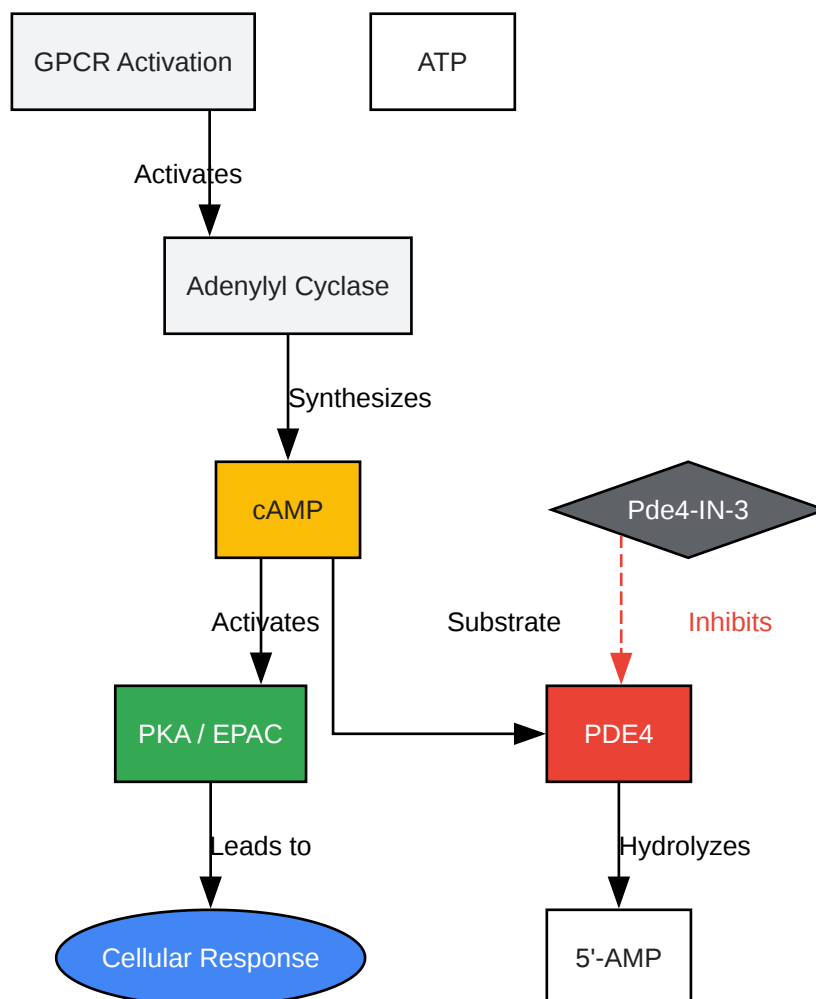 GPCR Activation
ATP
Activates
Adenylyl Cyclase
Synthesizes
cAMP
Pde4-IN-3
Activates
Substrate
Inhibits
PKA / EPAC
PDE4
Leads to
Hydrolyzes
Cellular Response
5'-AMP